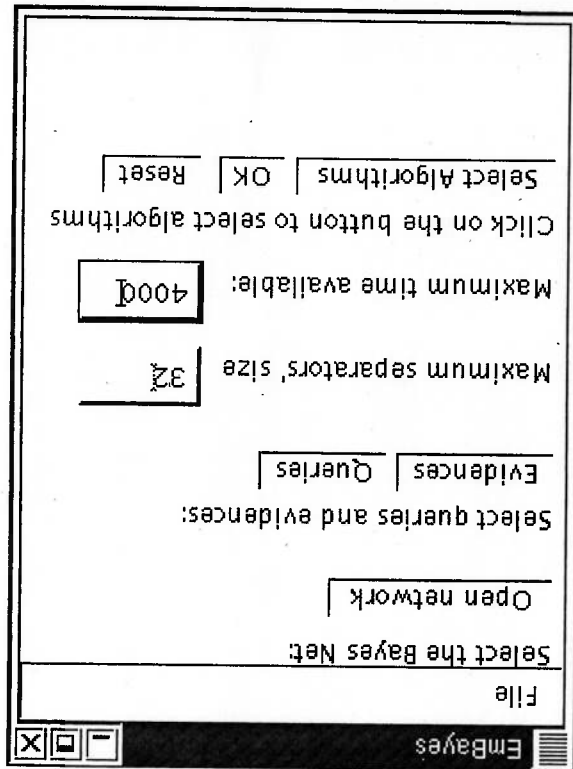 EmBayes
File
Select the Bayes Net:
Open network
Select queries and evidences:
Evidences Queries
Maximum separators' size 32
Maximum time available: 4000
Click on the button to select algorithms
Select Algorithms OK Reset